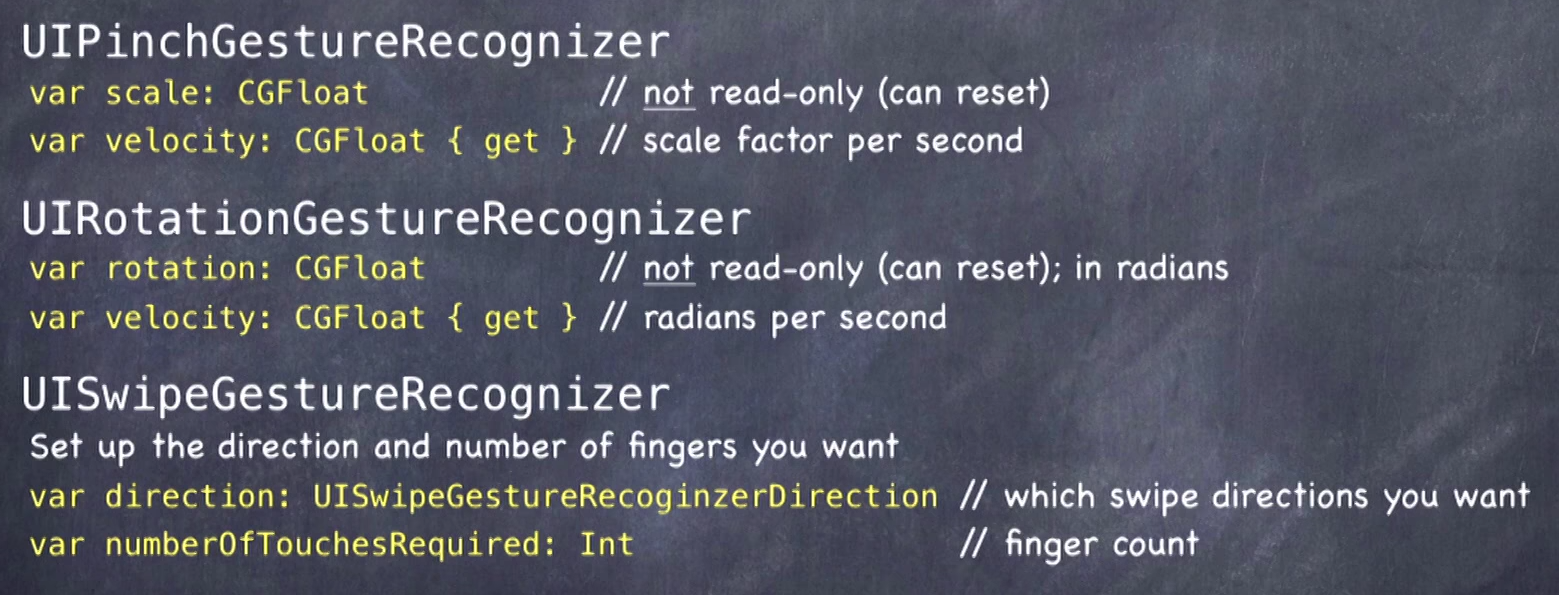 UIPinchGestureRecognizer
var scale: CGFloat // not read-only (can reset)
var velocity: CGFloat { get } // scale factor per second
UIRotationGestureRecognizer
var rotation: CGFloat // not read-only (can reset); in radians
var velocity: CGFloat { get } // radians per second
UISwipeGestureRecognizer
Set up the direction and number of fingers you want
var direction: UISwipeGestureRecoginzerDirection // which swipe directions you want
var numberOfTouchesRequired: Int // finger count